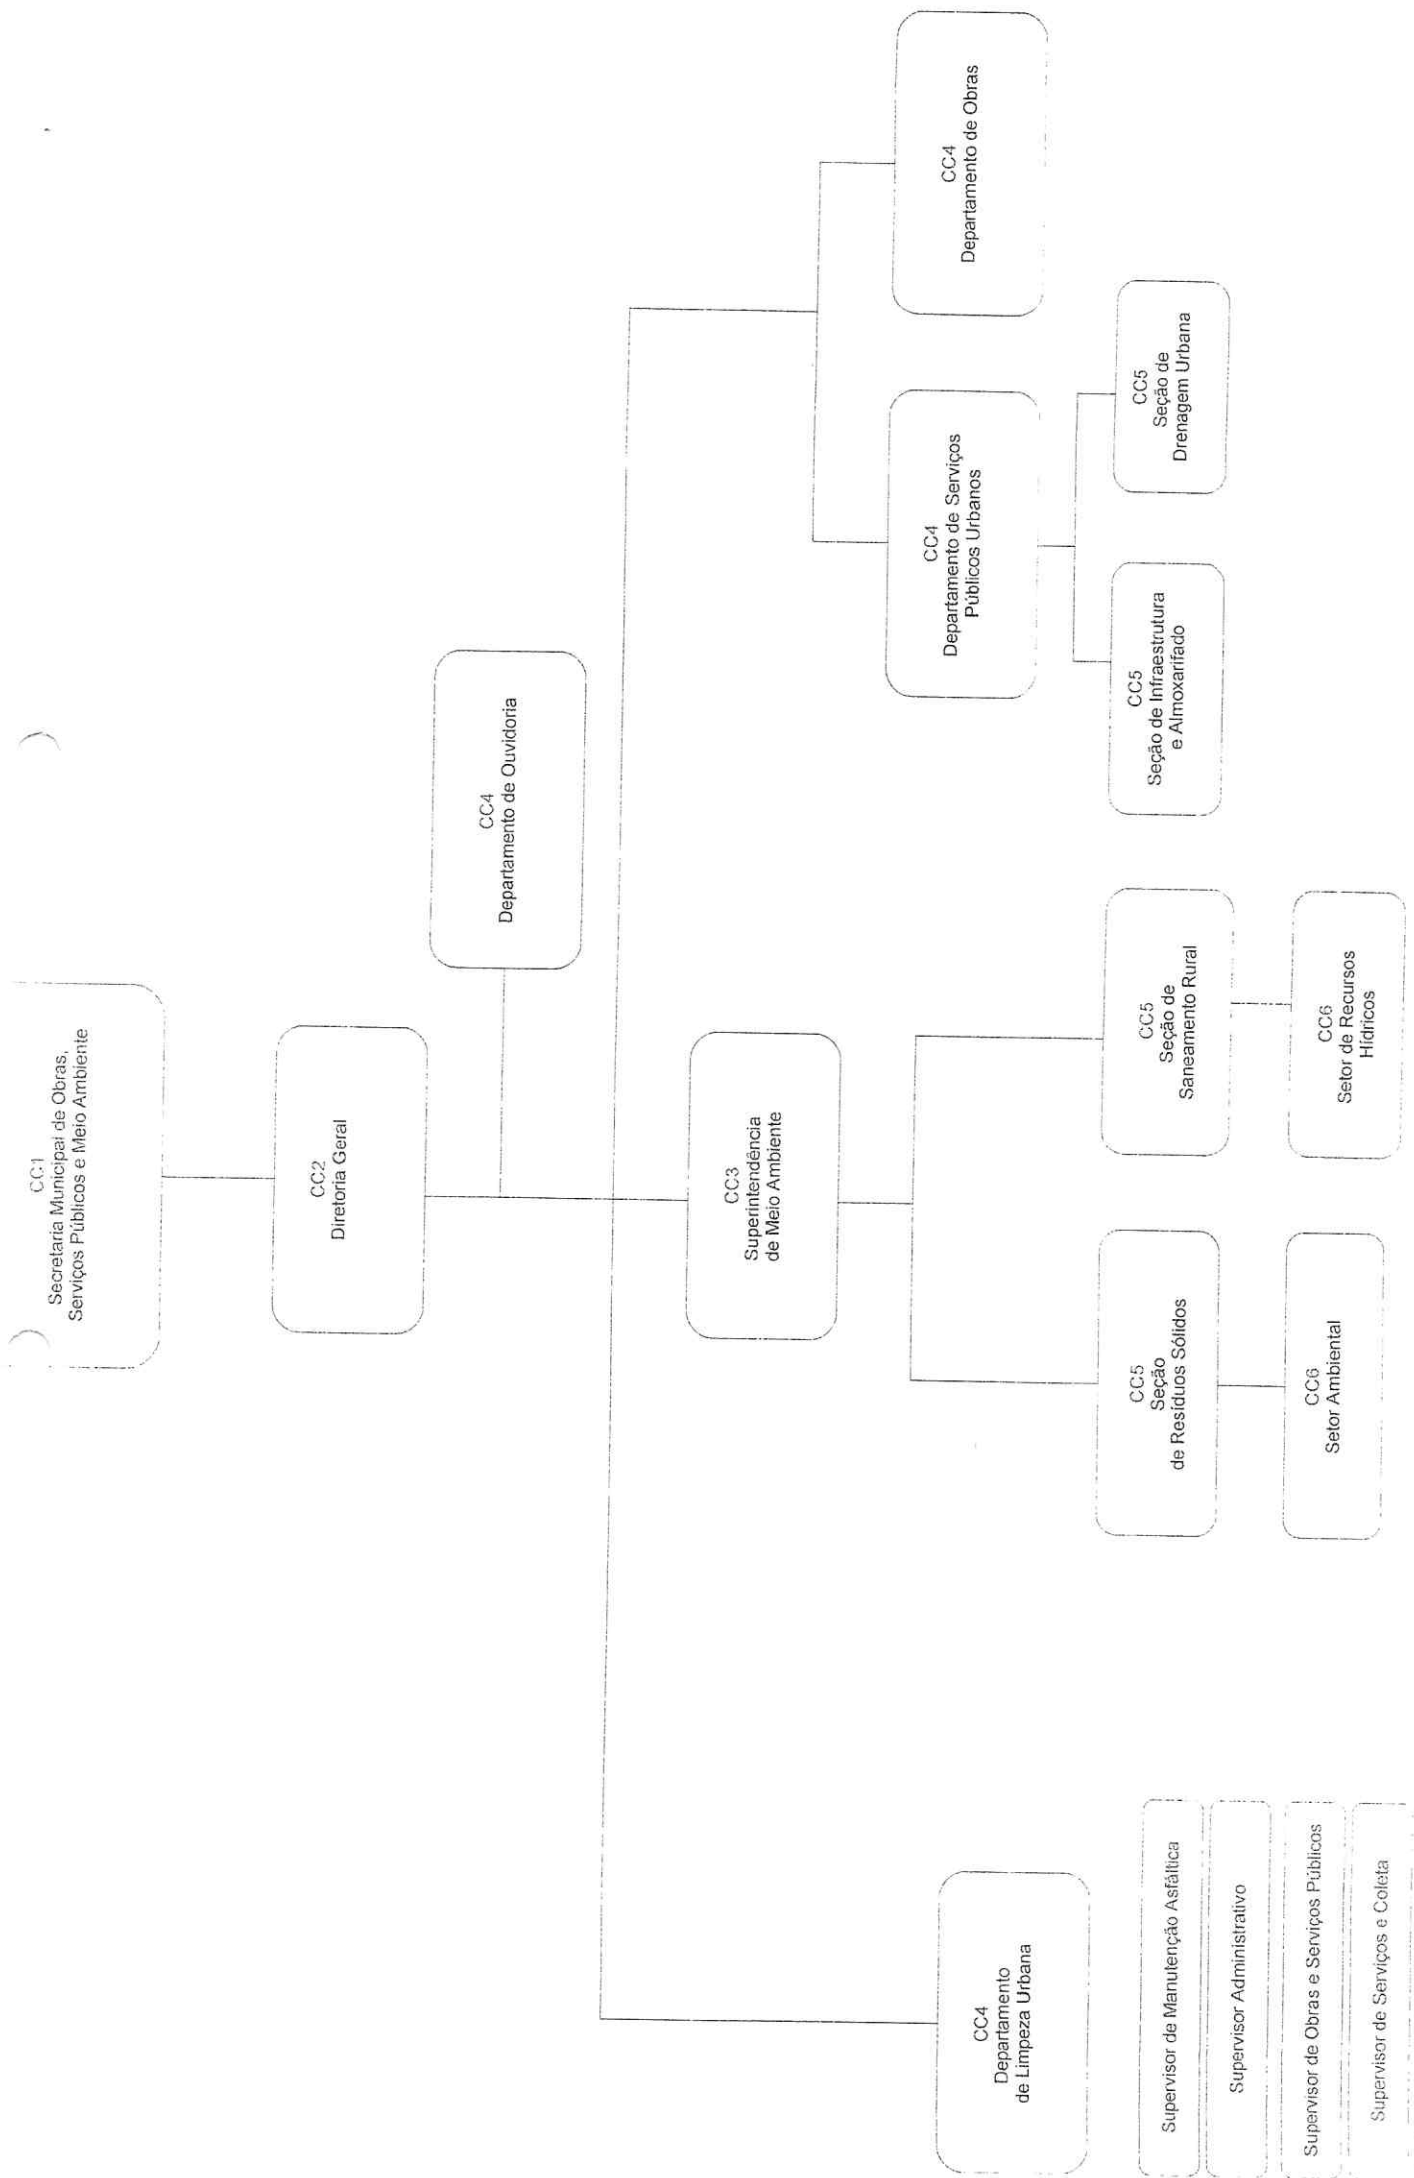 CC1
Secretaria Municipal de Obras,
Serviços Públicos e Meio Ambiente
CC2
Diretoria Geral
CC4
Departamento de Ouvidoria
CC3
Superintendência
de Meio Ambiente
CC4
Departamento
de Limpeza Urbana
CC4
Departamento de Serviços
Públicos Urbanos
CC4
Departamento de Obras
CC5
Seção
de Resíduos Sólidos
CC5
Seção de
Saneamento Rural
CC5
Seção de Infraestrutura
e Almoxarifado
CC5
Seção de
Drenagem Urbana
CC6
Setor Ambiental
CC6
Setor de Recursos
Hídricos
Supervisor de Manutenção Asfáltica
Supervisor Administrativo
Supervisor de Obras e Serviços Públicos
Supervisor de Serviços e Coleta